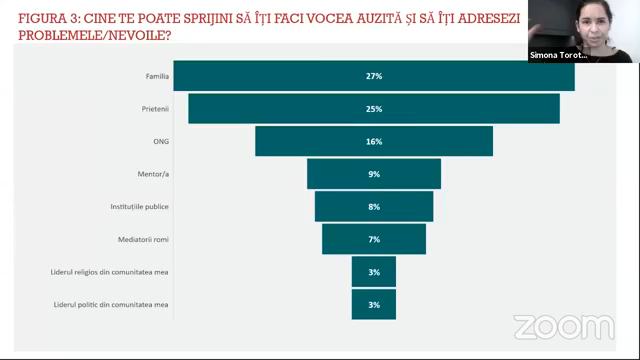 FIGURA 3: CINE TE POATE SPRIJINI SĂ ÎȚI FACI VOCEA AUZITĂ ȘI SĂ ÎȚI ADRESEZI
PROBLEMELE/NEVOILE?
Simona Torot...
Familia 27%
Prietenii 25%
ONG 16%
Mentor/a 9%
Instituțiile publice 8%
Mediatorii romi 7%
Liderul religios din comunitatea mea 3%
Liderul politic din comunitatea mea 3%
zoom